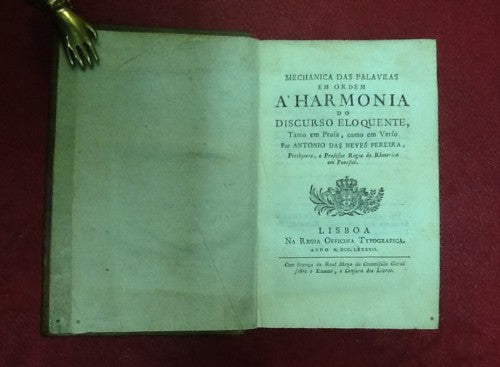 MECHANICA DAS PALAVRAS
EM ORDEM
A' HARMONIA
DO
DISCURSO ELOQUENTE,
Tanto em Prosa, como em Verso.
Por ANTONIO DAS NEVES PEREIRA,
Presbytero, e Professor Regio de Rhetorica
em Penafiel.
LISBOA
NA REGIA OFFICINA TYPOGRAFICA.
ANNO M. DCC. LXXXVII.
Com licença da Real Meza da Commissão Geral
sobre o Exame, e Censura dos Livros.